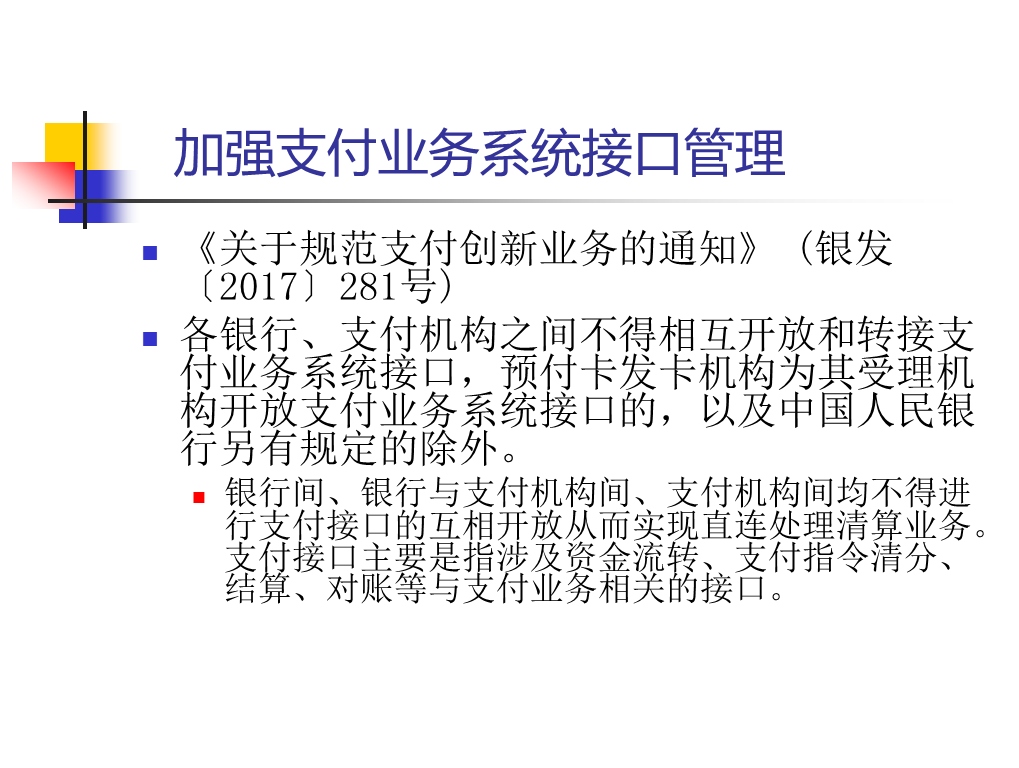 加强支付业务系统接口管理
《关于规范支付创新业务的通知》（银发
〔2017〕281号）
各银行、支付机构之间不得相互开放和转接支
付业务系统接口，预付卡发卡机构为其受理机
构开放支付业务系统接口的，以及中国人民银
行另有规定的除外。
银行间、银行与支付机构间、支付机构间均不得进
行支付接口的互相开放从而实现直连处理清算业务。
支付接口主要是指涉及资金流转、支付指令清分、
结算、对账等与支付业务相关的接口。